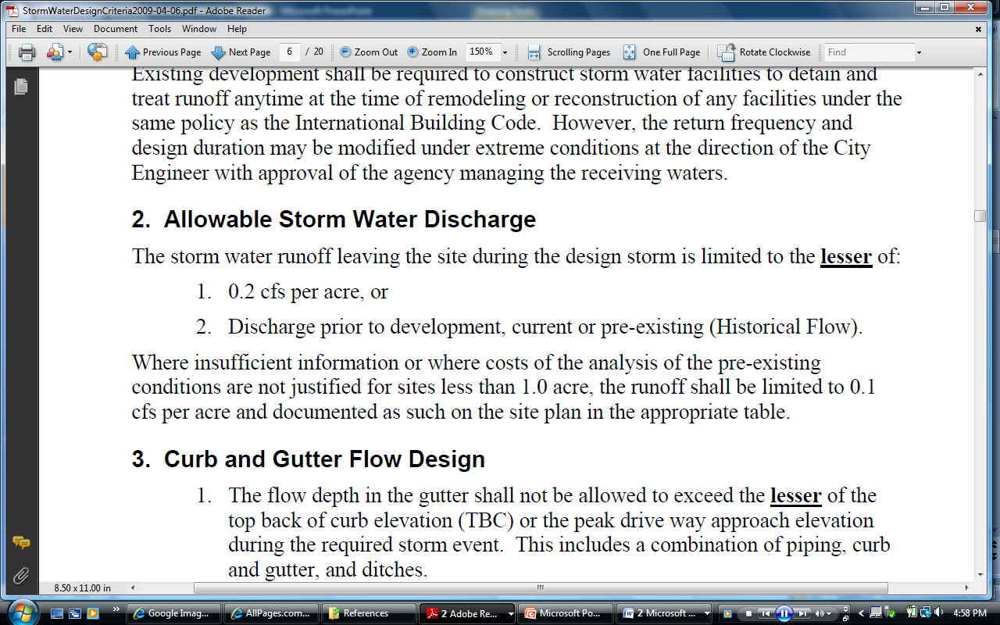 StormWaterDesignCriteria2009-04-06.pdf - Adobe Reader
File Edit View Document Tools Window Help
Previous Page Next Page 6 / 20 Zoom Out Zoom In 150% Scrolling Pages One Full Page Rotate Clockwise Find
Existing development shall be required to construct storm water facilities to detain and
treat runoff anytime at the time of remodeling or reconstruction of any facilities under the
same policy as the International Building Code. However, the return frequency and
design duration may be modified under extreme conditions at the direction of the City
Engineer with approval of the agency managing the receiving waters.
2. Allowable Storm Water Discharge
The storm water runoff leaving the site during the design storm is limited to the lesser of:
1. 0.2 cfs per acre, or
2. Discharge prior to development, current or pre-existing (Historical Flow).
Where insufficient information or where costs of the analysis of the pre-existing
conditions are not justified for sites less than 1.0 acre, the runoff shall be limited to 0.1
cfs per acre and documented as such on the site plan in the appropriate table.
3. Curb and Gutter Flow Design
1. The flow depth in the gutter shall not be allowed to exceed the lesser of the
top back of curb elevation (TBC) or the peak drive way approach elevation
during the required storm event. This includes a combination of piping, curb
and gutter, and ditches.
8.50 x 11.00 in
Google Imag... AllPages.com... References 2 Adobe Re... Microsoft Po... 2 Microsoft ... 4:58 PM